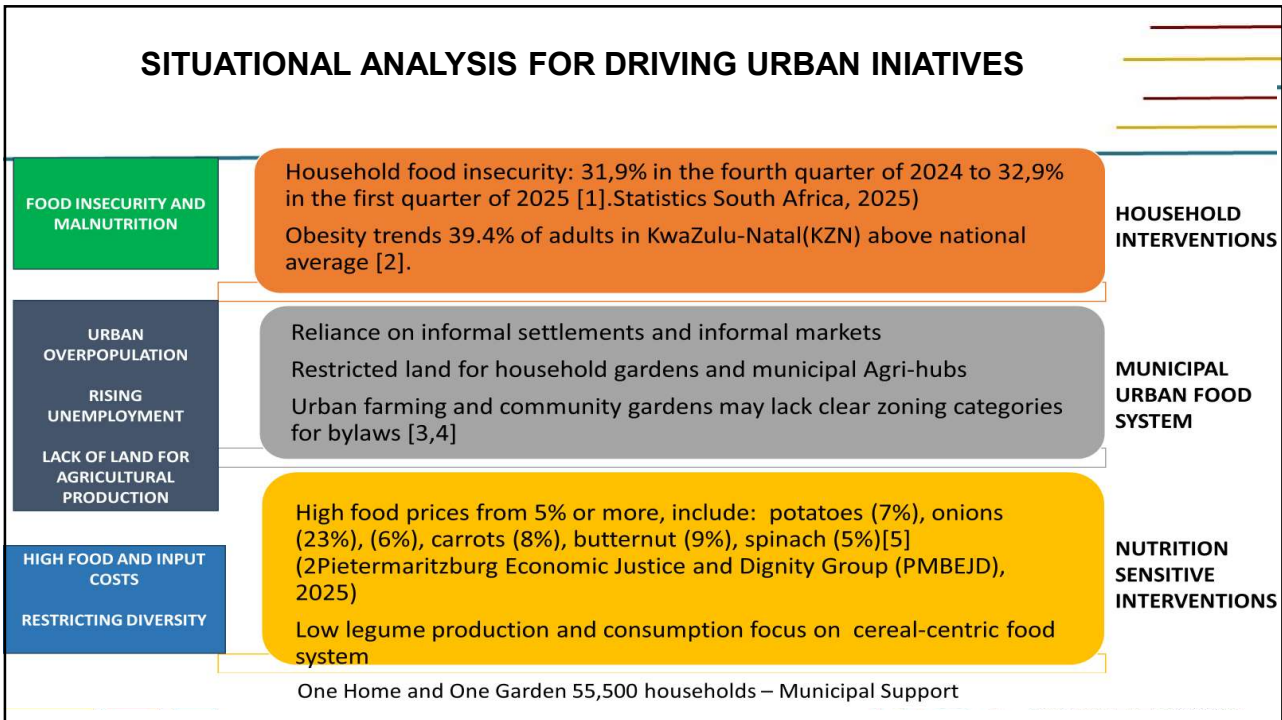 SITUATIONAL ANALYSIS FOR DRIVING URBAN INIATIVES
FOOD INSECURITY AND
MALNUTRITION
Household food insecurity: 31,9% in the fourth quarter of 2024 to 32,9%
in the first quarter of 2025 [1].Statistics South Africa, 2025)
Obesity trends 39.4% of adults in KwaZulu-Natal(KZN) above national
average [2].
HOUSEHOLD
INTERVENTIONS
URBAN
OVERPOPULATION
RISING
UNEMPLOYMENT
LACK OF LAND FOR
AGRICULTURAL
PRODUCTION
Reliance on informal settlements and informal markets
Restricted land for household gardens and municipal Agri-hubs
Urban farming and community gardens may lack clear zoning categories
for bylaws [3,4]
MUNICIPAL
URBAN FOOD
SYSTEM
HIGH FOOD AND INPUT
COSTS
RESTRICTING DIVERSITY
High food prices from 5% or more, include: potatoes (7%), onions
(23%), (6%), carrots (8%), butternut (9%), spinach (5%)[5]
(2Pietermaritzburg Economic Justice and Dignity Group (PMBEJD),
2025)
Low legume production and consumption focus on cereal-centric food
system
NUTRITION
SENSITIVE
INTERVENTIONS
One Home and One Garden 55,500 households – Municipal Support